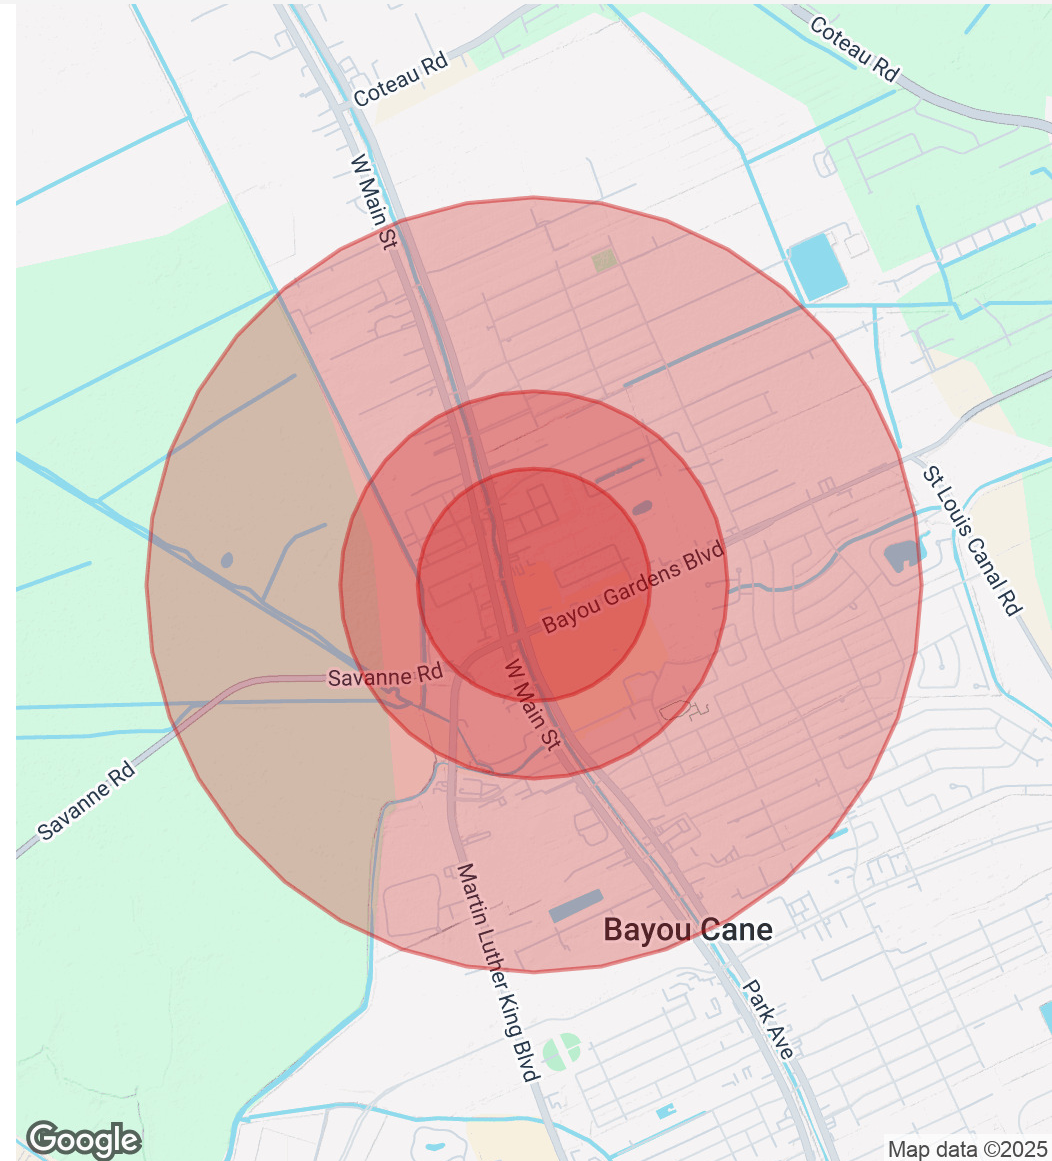 Coteau Rd
Coteau Rd
W Main St
St Louis Canal Rd
Bayou Gardens Blvd
Savanne Rd
W Main St
Savanne Rd
Martin Luther King Blvd
Bayou Cane
Park Ave
Google
Map data ©2025